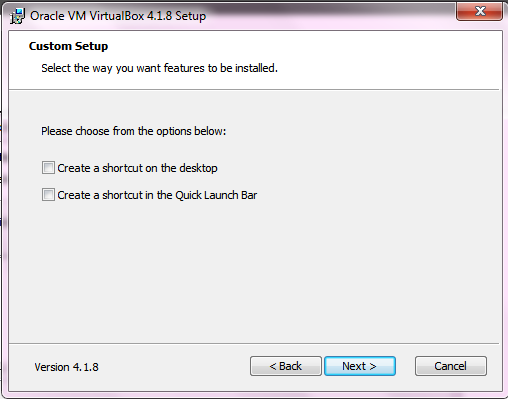 Oracle VM VirtualBox 4.1.8 Setup
Custom Setup
Select the way you want features to be installed.
Please choose from the options below:
Create a shortcut on the desktop
Create a shortcut in the Quick Launch Bar
Version 4.1.8
< Back
Next >
Cancel